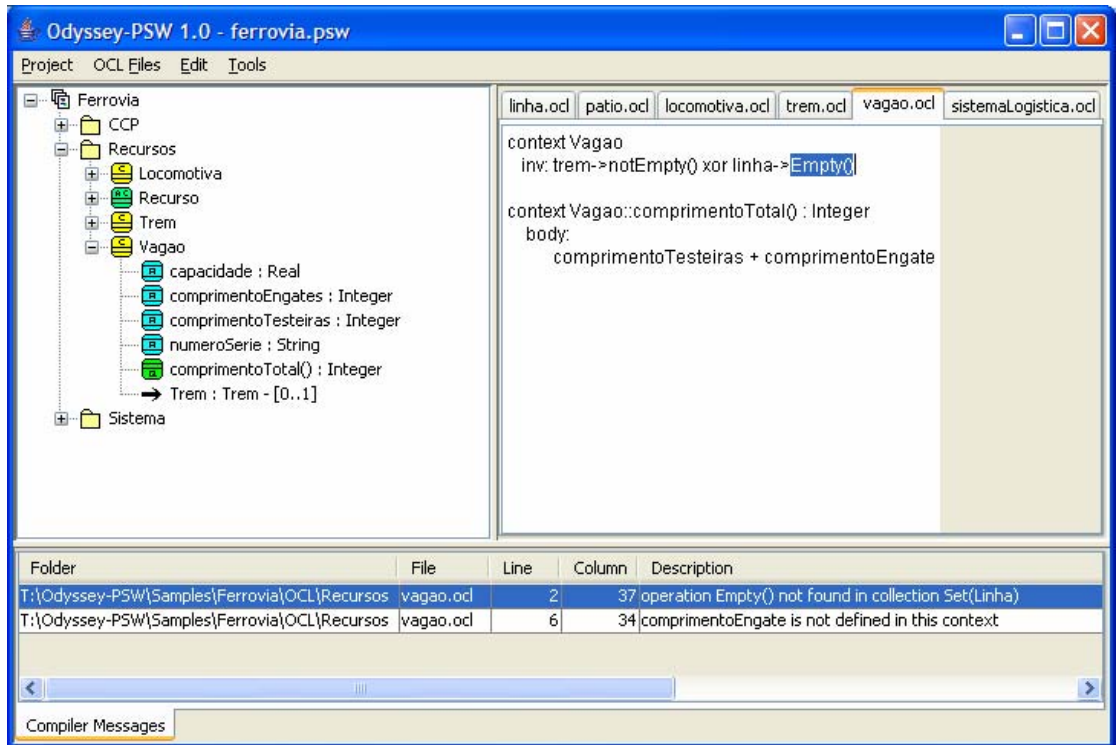 Odyssey-PSW 1.0 - ferrovia.psw
Project OCL Files Edit Tools
Ferrovia
CCP
Recursos
Locomotiva
Recurso
Trem
Vagao
capacidade : Real
comprimentoEngates : Integer
comprimentoTesteiras : Integer
numeroSerie : String
comprimentoTotal() : Integer
Trem : Trem - [0..1]
Sistema
linha.ocl patio.ocl locomotiva.ocl trem.ocl vagao.ocl sistemaLogistica.ocl
context Vagao
inv: trem->notEmpty() xor linha->Empty()
context Vagao::comprimentoTotal() : Integer
body:
comprimentoTesteiras + comprimentoEngate
Folder File Line Column Description
T:\Odyssey-PSW\Samples\Ferrovia\OCL\Recursos vagao.ocl 2 37 operation Empty() not found in collection Set(Linha)
T:\Odyssey-PSW\Samples\Ferrovia\OCL\Recursos vagao.ocl 6 34 comprimentoEngate is not defined in this context
Compiler Messages